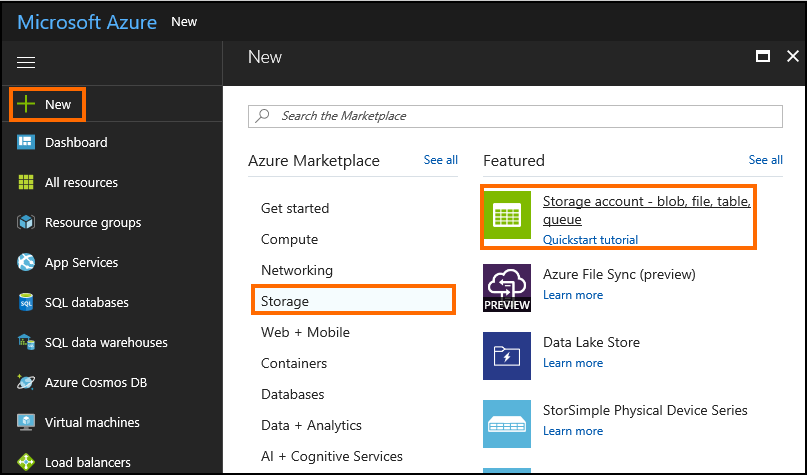 Microsoft Azure New
New
New
Search the Marketplace
Dashboard
All resources
Resource groups
App Services
SQL databases
SQL data warehouses
Azure Cosmos DB
Virtual machines
Load balancers
Azure Marketplace See all
Get started
Compute
Networking
Storage
Web + Mobile
Containers
Databases
Data + Analytics
AI + Cognitive Services
Featured See all
Storage account - blob, file, table,
queue
Quickstart tutorial
PREVIEW
Azure File Sync (preview)
Learn more
Data Lake Store
Learn more
StorSimple Physical Device Series
Learn more